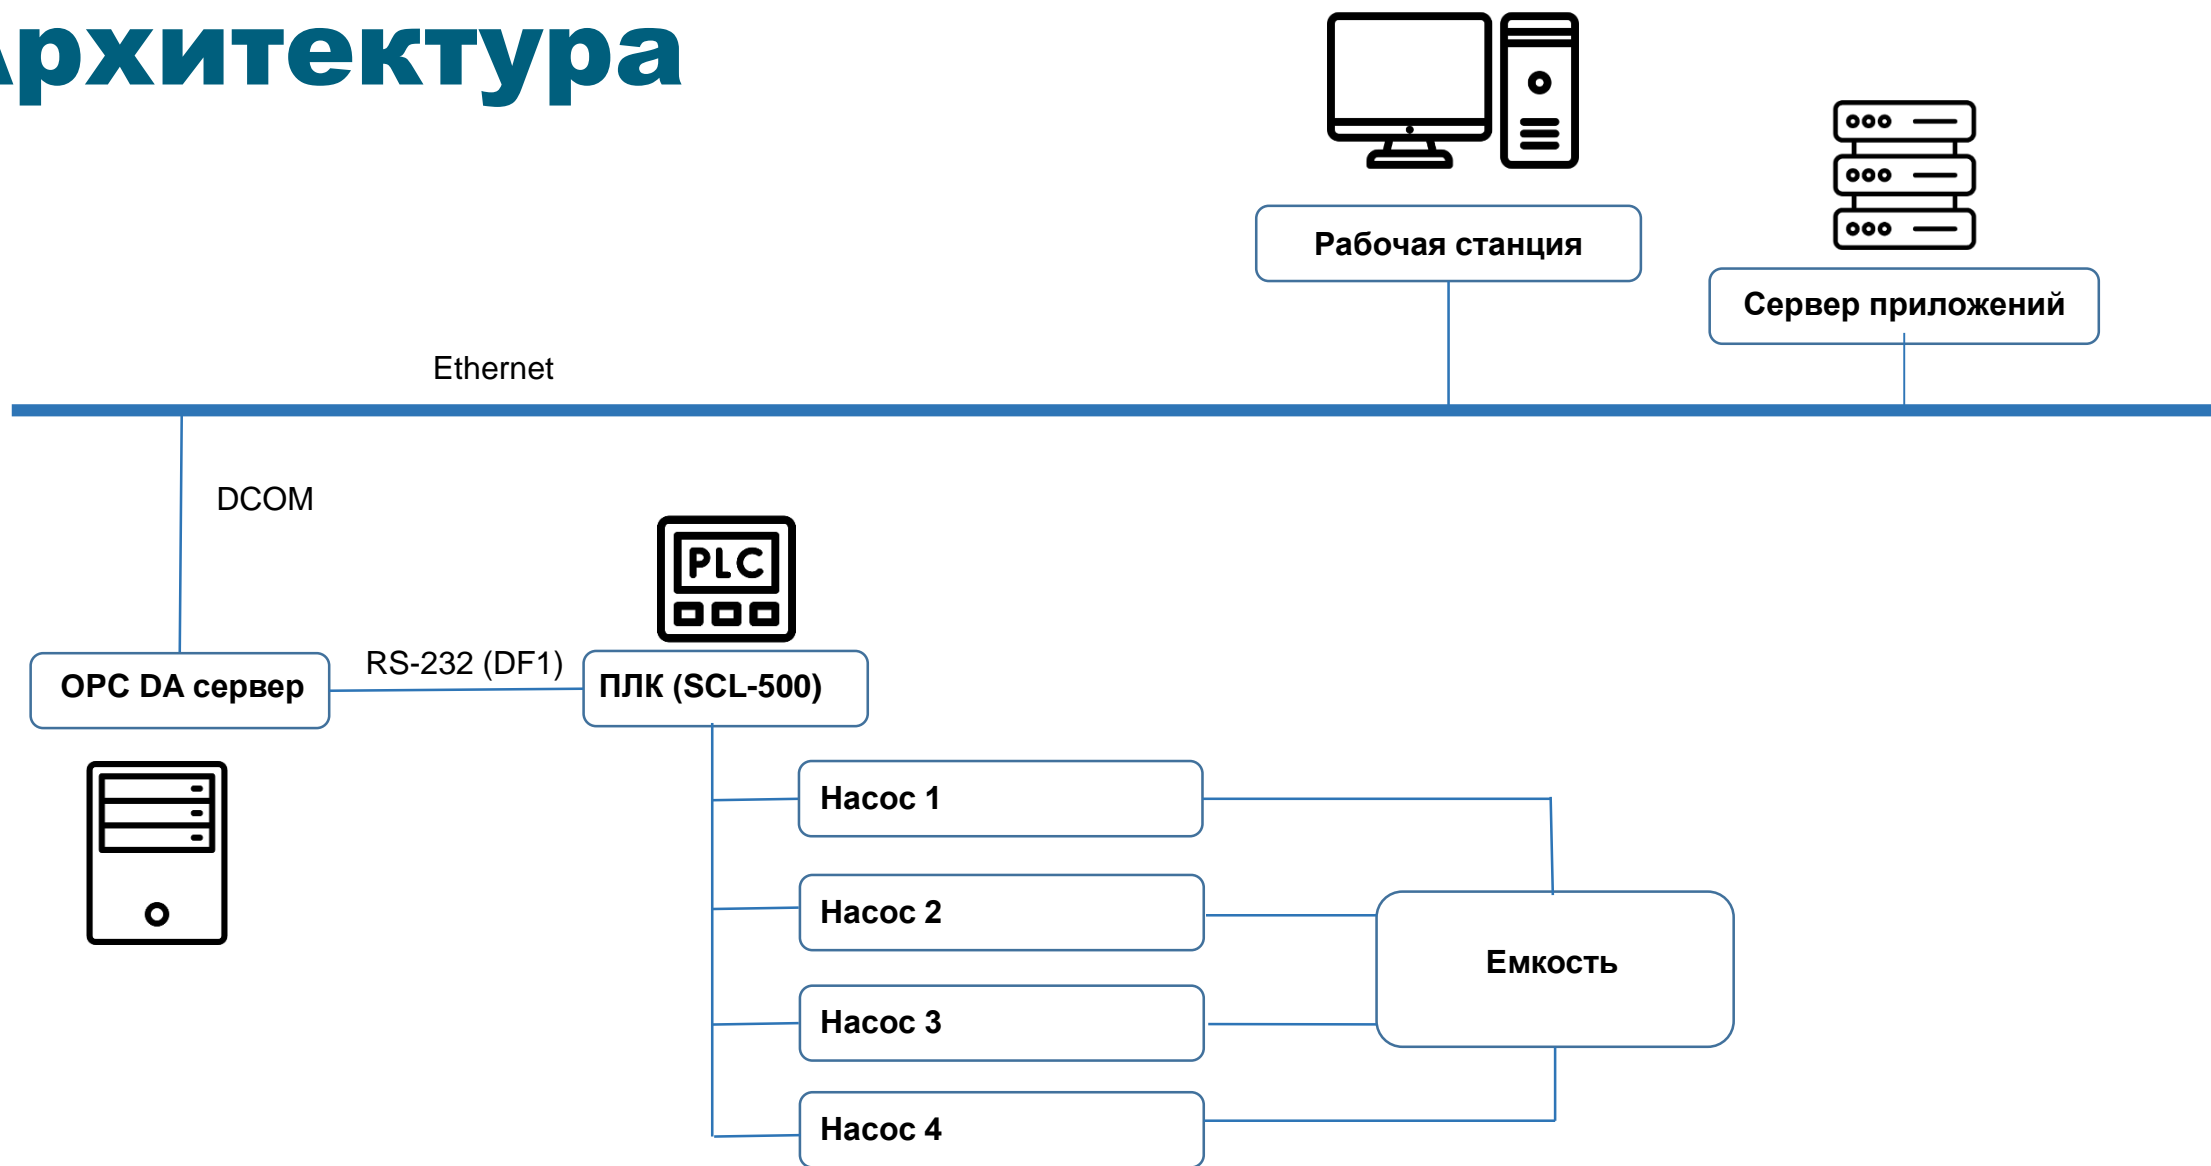 Архитектура
Рабочая станция
Сервер приложений
Ethernet
DCOM
PLC
OPC DA сервер
RS-232 (DF1)
ПЛК (SCL-500)
Насос 1
Насос 2
Емкость
Насос 3
Насос 4